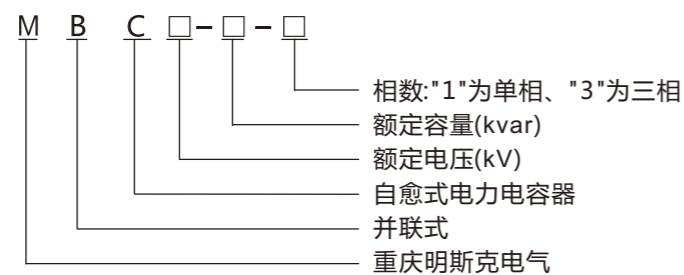 M B C □-□-□
相数:"1"为单相、"3"为三相
额定容量(kvar)
额定电压(kV)
自愈式电力电容器
并联式
重庆明斯克电气